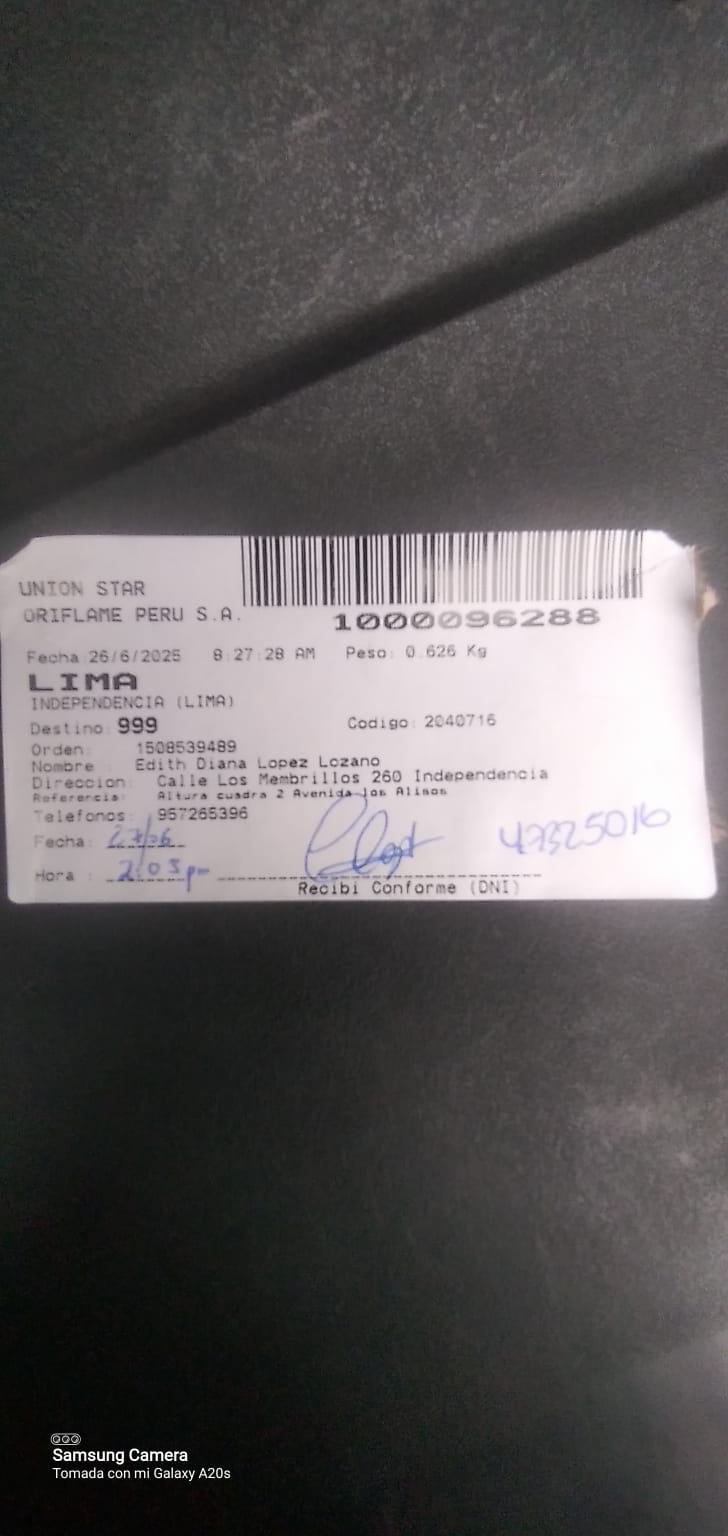 UNION STAR
ORIFLAME PERU S.A.
1000096288
Fecha 26/6/2025 8:27:28 AM Peso: 0.626 Kg
LIMA
INDEPENDENCIA (LIMA)
Destino: 999 Codigo: 2040716
Orden: 1508539489
Nombre : Edith Diana Lopez Lozano
Direccion: Calle Los Membrillos 260 Independencia
Referencia: Altura cuadra 2 Avenida los Alisos
Telefonos: 957265396
Fecha: 27/06 47325016
Hora : 2:03 pm
Recibi Conforme (DNI)
Samsung Camera
Tomada con mi Galaxy A20s